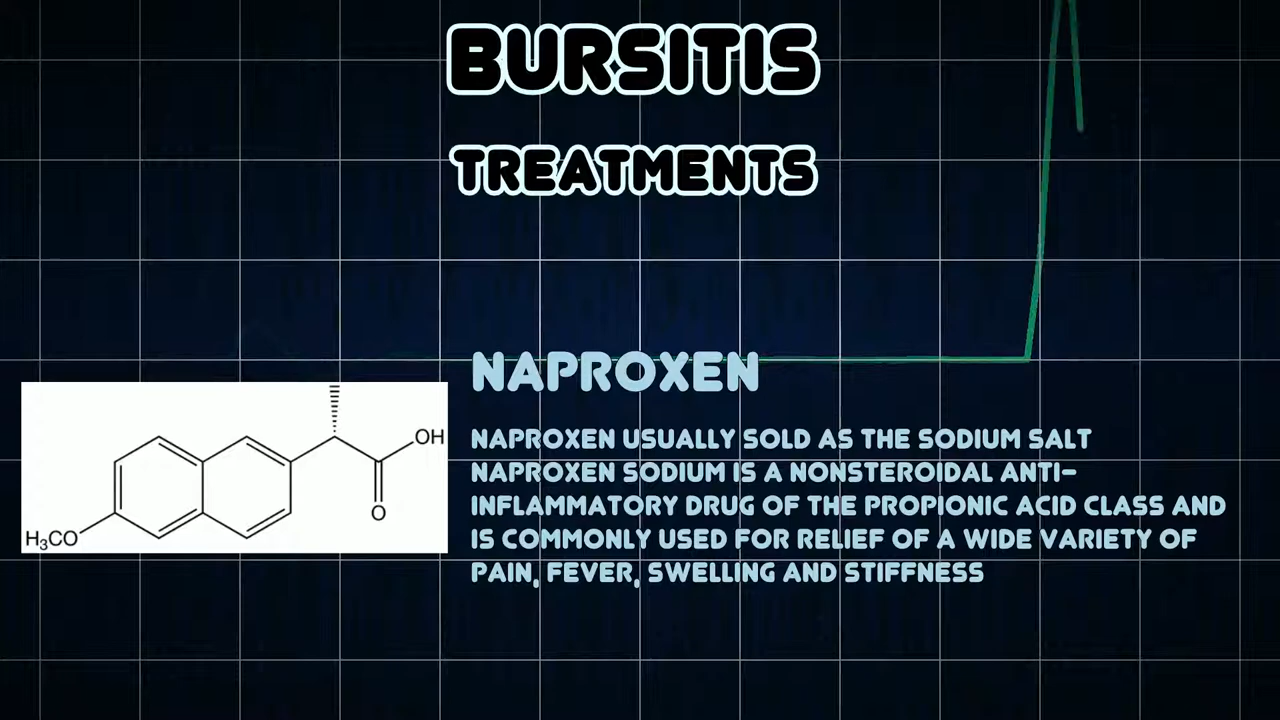 BURSITIS
TREATMENTS
NAPROXEN
NAPROXEN USUALLY SOLD AS THE SODIUM SALT
NAPROXEN SODIUM IS A NONSTEROIDAL ANTI-
INFLAMMATORY DRUG OF THE PROPIONIC ACID CLASS AND
IS COMMONLY USED FOR RELIEF OF A WIDE VARIETY OF
PAIN, FEVER, SWELLING AND STIFFNESS
OH
O
H₃CO